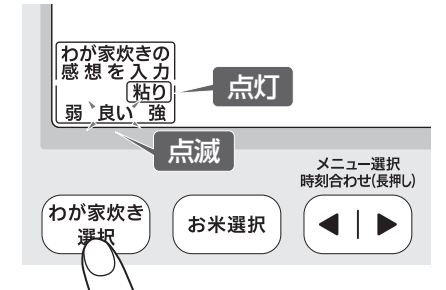 わが家炊きの
感想を入力
粘り
弱 良い 強
点灯
点滅
メニュー選択
時刻合わせ(長押し)
わが家炊き
選択
お米選択